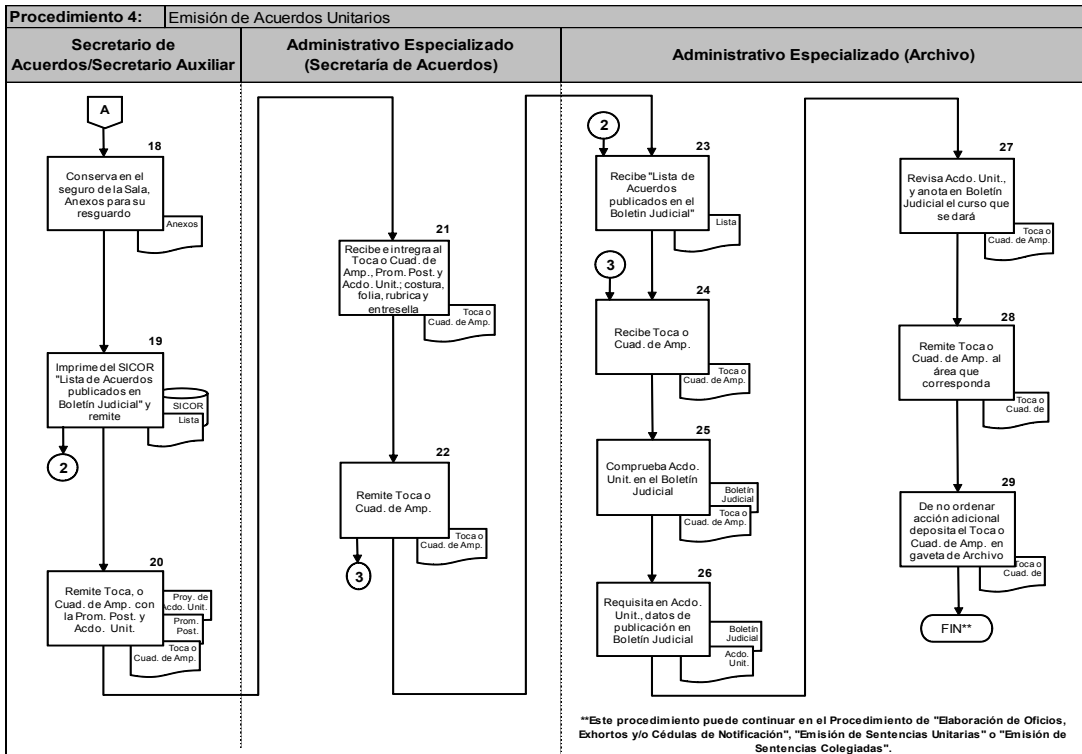 Procedimiento 4: Emisión de Acuerdos Unitarios
Secretario de
Acuerdos/Secretario Auxiliar
Administrativo Especializado
(Secretaría de Acuerdos)
Administrativo Especializado (Archivo)
A
18
Conserva en el
seguro de la Sala,
Anexos para su
resguardo
Anexos
19
Imprime del SICOR
"Lista de Acuerdos
publicados en
Boletín Judicial" y
remite
SICOR
Lista
2
20
Remite Toca, o
Cuad. de Amp. con
la Prom. Post. y
Acdo. Unit.
Proy. de
Acdo. Unit.
Prom.
Post.
Toca o
Cuad. de Amp.
21
Recibe e intregra al
Toca o Cuad. de
Amp., Prom. Post. y
Acdo. Unit.; costura,
folia, rubrica y
entresella
Toca o
Cuad. de Amp.
22
Remite Toca o
Cuad. de Amp.
Toca o
Cuad. de Amp.
3
2
23
Recibe "Lista de
Acuerdos
publicados en el
Boletín Judicial"
Lista
3
24
Recibe Toca o
Cuad. de Amp.
Toca o
Cuad. de Amp.
25
Comprueba Acdo.
Unit. en el Boletín
Judicial
Boletín
Judicial
Toca o
Cuad. de Amp.
26
Requisita en Acdo.
Unit., datos de
publicación en
Boletín Judicial
Boletín
Judicial
Acdo.
Unit.
27
Revisa Acdo. Unit.,
y anota en Boletín
Judicial el curso que
se dará
Toca o
Cuad. de Amp.
28
Remite Toca o
Cuad. de Amp. al
área que
corresponda
Toca o
Cuad. de
29
De no ordenar
acción adicional
deposita el Toca o
Cuad. de Amp. en
gaveta de Archivo
Toca o
Cuad. de
FIN**
**Este procedimiento puede continuar en el Procedimiento de "Elaboración de Oficios,
Exhortos y/o Cédulas de Notificación", "Emisión de Sentencias Unitarias" o "Emisión de
Sentencias Colegiadas".